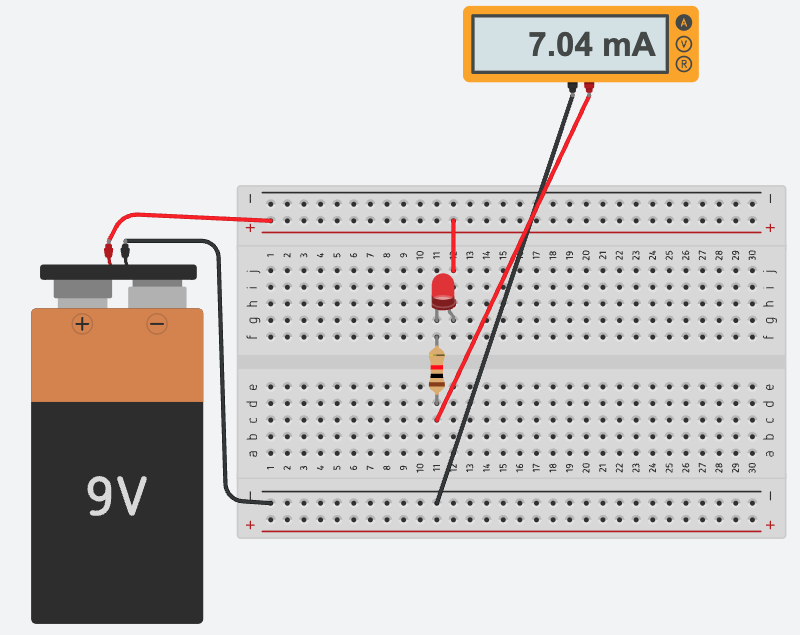 7.04 mA
A
V
R
− −
+ +
1 2 3 4 5 6 7 8 9 10 11 12 13 14 15 16 17 18 19 20 21 22 23 24 25 26 27 28 29 30
j j
i i
h h
g g
f f
+ −
e e
d d
c c
b b
a a
1 2 3 4 5 6 7 8 9 10 11 12 13 14 15 16 17 18 19 20 21 22 23 24 25 26 27 28 29 30
9V
− −
+ +